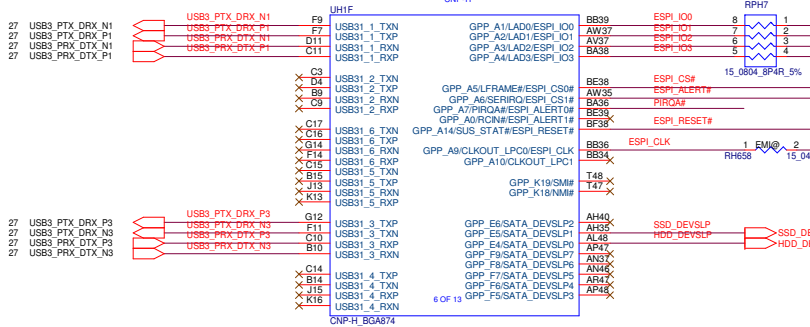 CNP-H
UH1F
RPH7
27 USB3_PTX_DRX_N1 USB3_PTX_DRX_N1 F9 USB31_1_TXN GPP_A1/LAD0/ESPI_IO0 BB39 ESPI_IO0 8 1
27 USB3_PTX_DRX_P1 USB3_PTX_DRX_P1 F7 USB31_1_TXP GPP_A2/LAD1/ESPI_IO1 AW37 ESPI_IO1 7 2
27 USB3_PRX_DTX_N1 USB3_PRX_DTX_N1 D11 USB31_1_RXN GPP_A3/LAD2/ESPI_IO2 AV37 ESPI_IO2 6 3
27 USB3_PRX_DTX_P1 USB3_PRX_DTX_P1 C11 USB31_1_RXP GPP_A4/LAD3/ESPI_IO3 BA38 ESPI_IO3 5 4
15_0804_8P4R_5%
C3 USB31_2_TXN
D4 USB31_2_TXP GPP_A5/LFRAME#/ESPI_CS0# BE38 ESPI_CS#
B9 USB31_2_RXN GPP_A6/SERIRQ/ESPI_CS1# AW35 ESPI_ALERT#
C9 USB31_2_RXP GPP_A7/PIRQA#/ESPI_ALERT0# BA36 PIRQA#
GPP_A0/RCIN#/ESPI_ALERT1# BE39
C17 USB31_6_TXN GPP_A14/SUS_STAT#/ESPI_RESET# BF38 ESPI_RESET#
C16 USB31_6_TXP
G14 USB31_6_RXN GPP_A9/CLKOUT_LPC0/ESPI_CLK BB36 ESPI_CLK 1 EMI@ 2
F14 USB31_6_RXP GPP_A10/CLKOUT_LPC1 BB34 RH658 15_04
C15 USB31_5_TXN
B15 USB31_5_TXP GPP_K19/SMI# T48
J13 USB31_5_RXN GPP_K18/NMI# T47
K13 USB31_5_RXP
27 USB3_PTX_DRX_P3 USB3_PTX_DRX_P3 G12 USB31_3_TXP GPP_E6/SATA_DEVSLP2 AH40
27 USB3_PTX_DRX_N3 USB3_PTX_DRX_N3 F11 USB31_3_TXN GPP_E5/SATA_DEVSLP1 AH35 SSD_DEVSLP SSD_DE
27 USB3_PRX_DTX_P3 USB3_PRX_DTX_P3 C10 USB31_3_RXP GPP_E4/SATA_DEVSLP0 AL48 HDD_DEVSLP HDD_DE
27 USB3_PRX_DTX_N3 USB3_PRX_DTX_N3 B10 USB31_3_RXN GPP_F9/SATA_DEVSLP7 AP47
GPP_F8/SATA_DEVSLP6 AN37
C14 USB31_4_TXP GPP_F7/SATA_DEVSLP5 AN46
B14 USB31_4_TXN GPP_F6/SATA_DEVSLP4 AR47
J15 USB31_4_RXP 6 OF 13 GPP_F5/SATA_DEVSLP3 AP48
K16 USB31_4_RXN
CNP-H_BGA874